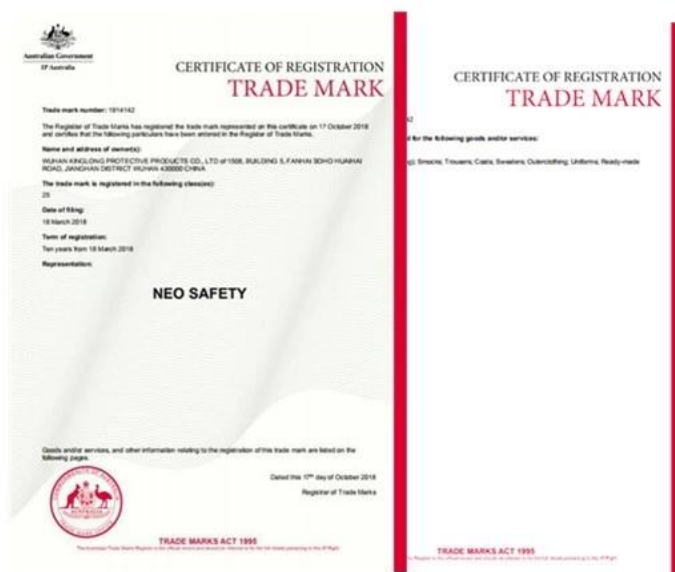 Australian Government
IP Australia
CERTIFICATE OF REGISTRATION
TRADE MARK
Trade mark number: 1914142
The Register of Trade Marks has registered the trade mark represented on this certificate on 17 October 2018
and certifies that the following particulars have been entered in the Register of Trade Marks.
Name and address of owner(s):
WUHAN KINGLONG PROTECTIVE PRODUCTS CO., LTD of 1508, BUILDING 5, FANHAI SOHO HUAIHAI
ROAD, JIANGHAN DISTRICT WUHAN 430000 CHINA
The trade mark is registered in the following class(es):
25
Date of filing:
18 March 2018
Term of registration:
Ten years from 18 March 2018
Representation:
NEO SAFETY
Goods and/or services, and other information relating to the registration of this trade mark are listed on the
following pages.
Dated this 17th day of October 2018
Registrar of Trade Marks
AUSTRALIA
TRADE MARKS ACT 1995
CERTIFICATE OF REGISTRATION
TRADE MARK
d for the following goods and/or services:
Smocks; Trousers; Coats; Sweaters; Outerclothing; Uniforms; Ready-made
TRADE MARKS ACT 1995